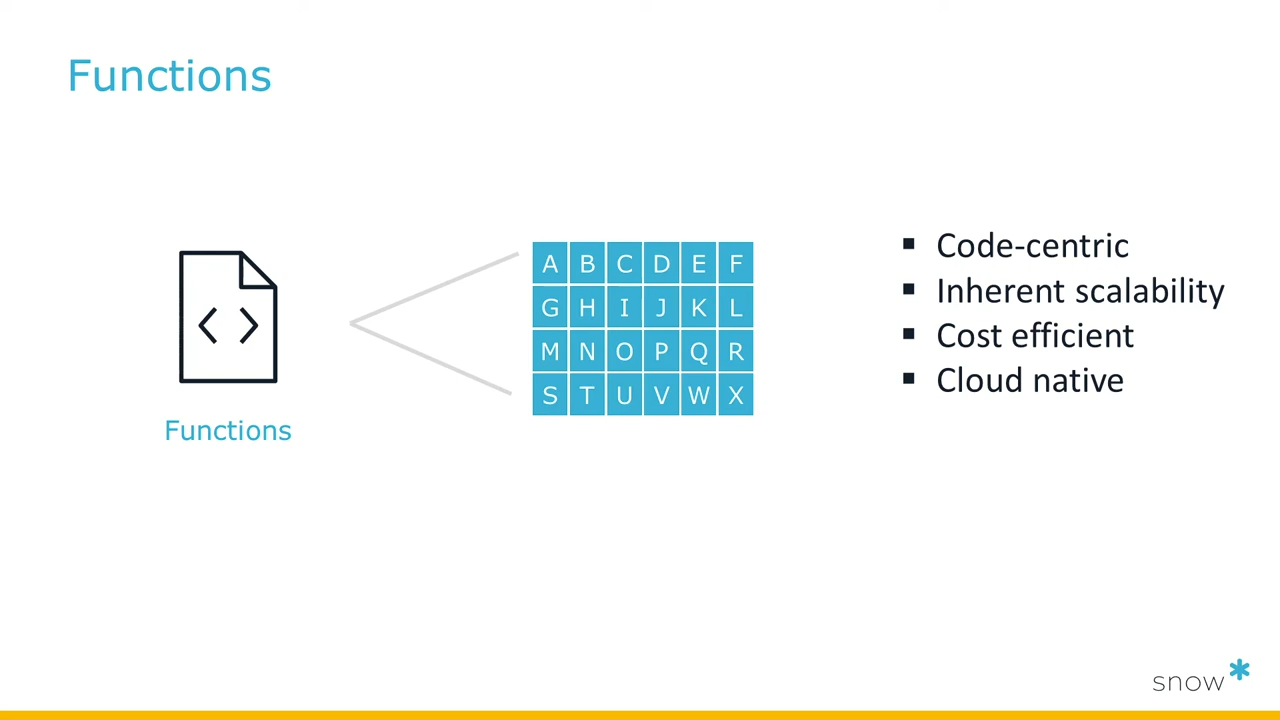 Functions
Functions
A B C D E F
G H I J K L
M N O P Q R
S T U V W X
▪ Code-centric
▪ Inherent scalability
▪ Cost efficient
▪ Cloud native
snow